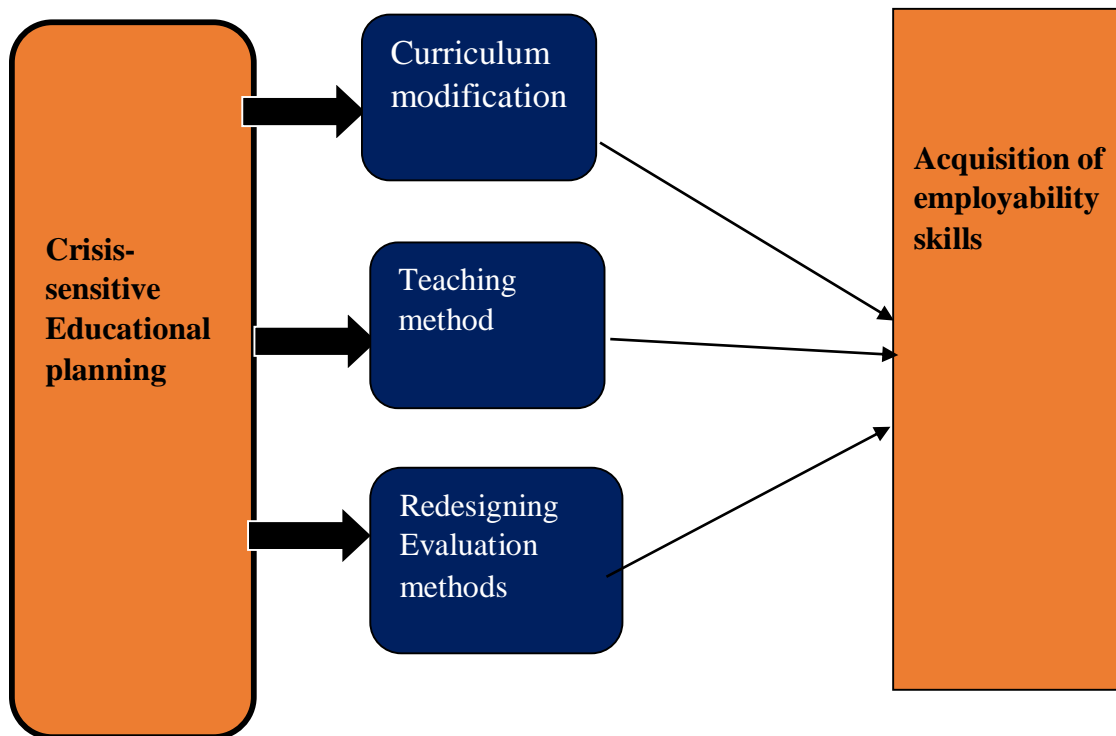 Crisis-
sensitive
Educational
planning
Curriculum
modification
Teaching
method
Redesigning
Evaluation
methods
Acquisition of
employability
skills